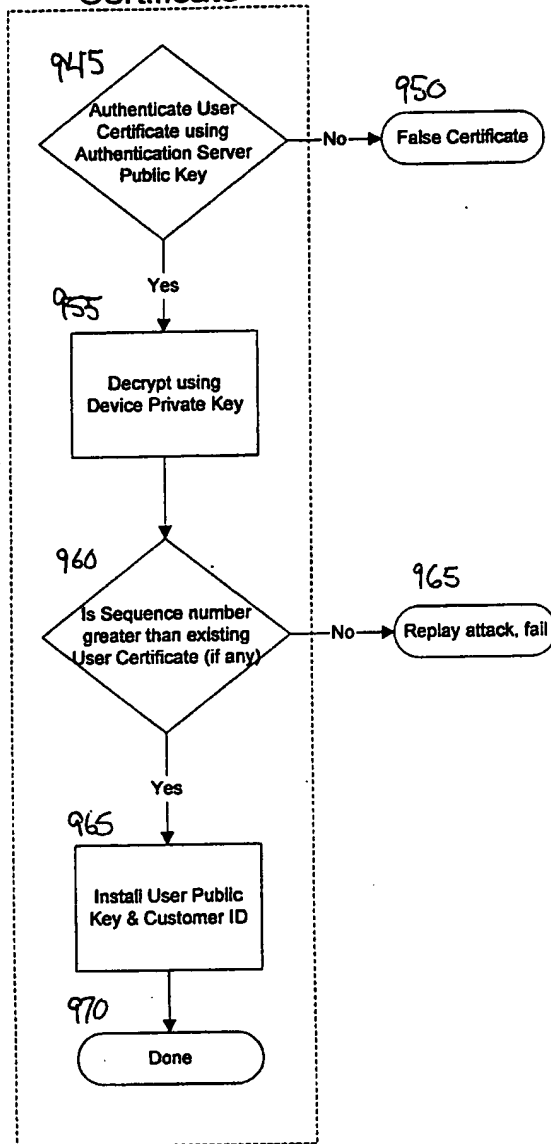 945
Authenticate User
Certificate using
Authentication Server
Public Key
No
950
False Certificate
Yes
955
Decrypt using
Device Private Key
960
Is Sequence number
greater than existing
User Certificate (if any)
No
965
Replay attack, fail
Yes
965
Install User Public
Key & Customer ID
970
Done